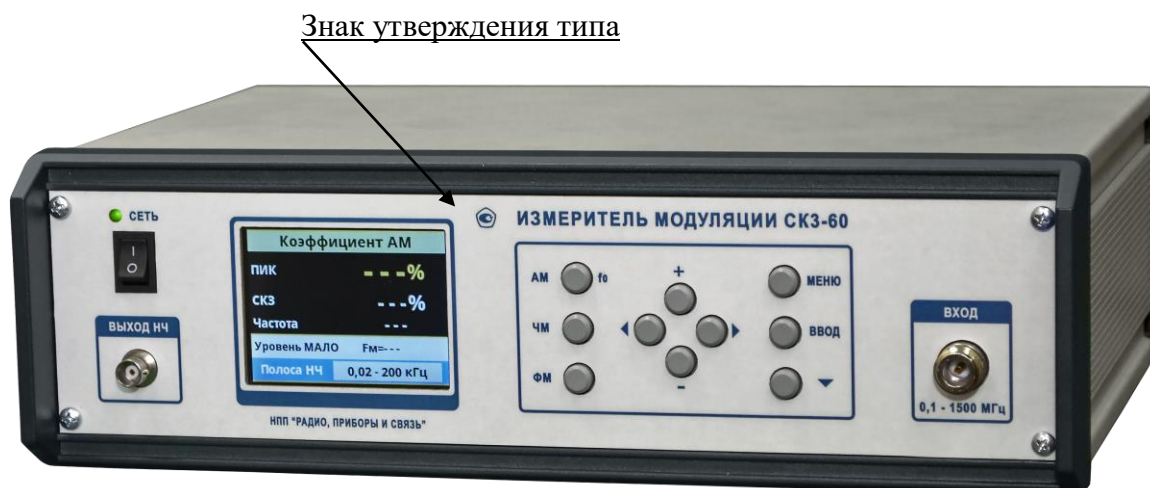 Знак утверждения типа
СЕТЬ
I
O
ВЫХОД НЧ
Коэффициент АМ
ПИК - - -%
СКЗ - - -%
Частота - - -
Уровень МАЛО Fм=- - -
Полоса НЧ 0,02 - 200 кГц
НПП "РАДИО, ПРИБОРЫ И СВЯЗЬ"
ИЗМЕРИТЕЛЬ МОДУЛЯЦИИ СК3-60
АМ f0 + МЕНЮ
ЧМ ВВОД
ФМ -
ВХОД
0,1 - 1500 МГц